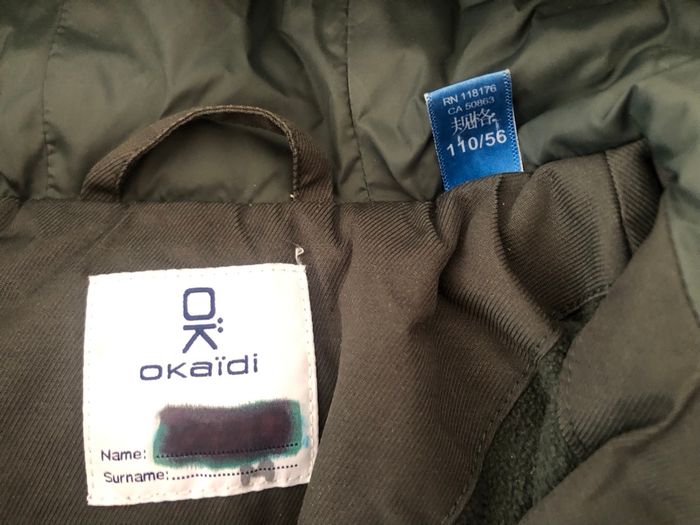 RN 118176
CA 50863
规格
110/56
OK
OKaïdi
Name:
Surname: